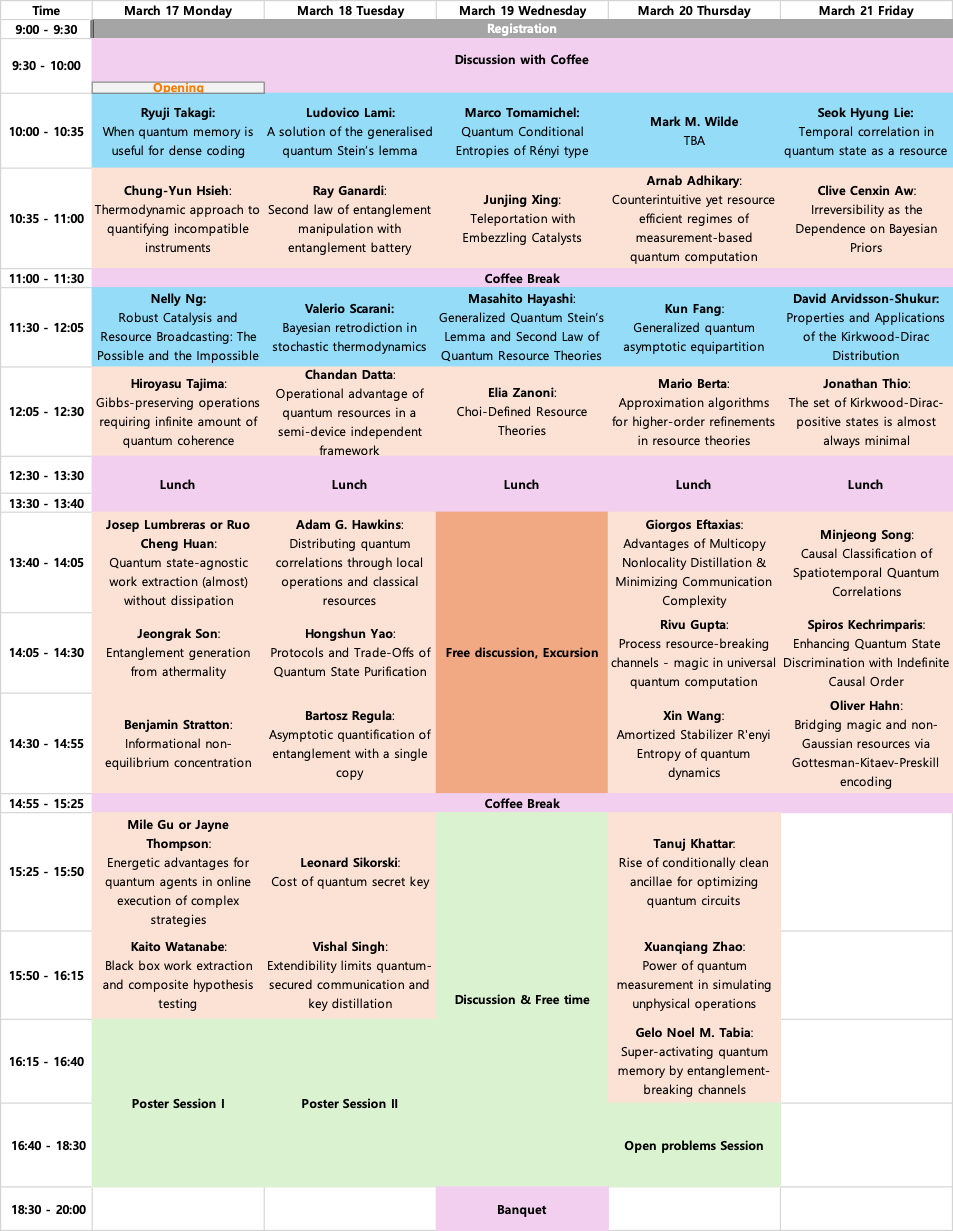 Time
March 17 Monday
March 18 Tuesday
March 19 Wednesday
March 20 Thursday
March 21 Friday
9:00 - 9:30
Registration
9:30 - 10:00
Discussion with Coffee
Opening
10:00 - 10:35
Ryuji Takagi:
When quantum memory is
useful for dense coding
Ludovico Lami:
A solution of the generalised
quantum Stein's lemma
Marco Tomamichel:
Quantum Conditional
Entropies of Rényi type
Mark M. Wilde
TBA
Seok Hyung Lie:
Temporal correlation in
quantum state as a resource
10:35 - 11:00
Chung-Yun Hsieh:
Thermodynamic approach to
quantifying incompatible
instruments
Ray Ganardi:
Second law of entanglement
manipulation with
entanglement battery
Junjing Xing:
Teleportation with
Embezzling Catalysts
Arnab Adhikary:
Counterintuitive yet resource
efficient regimes of
measurement-based
quantum computation
Clive Cenxin Aw:
Irreversibility as the
Dependence on Bayesian
Priors
11:00 - 11:30
Coffee Break
11:30 - 12:05
Nelly Ng:
Robust Catalysis and
Resource Broadcasting: The
Possible and the Impossible
Valerio Scarani:
Bayesian retrodiction in
stochastic thermodynamics
Masahito Hayashi:
Generalized Quantum Stein's
Lemma and Second Law of
Quantum Resource Theories
Kun Fang:
Generalized quantum
asymptotic equipartition
David Arvidsson-Shukur:
Properties and Applications
of the Kirkwood-Dirac
Distribution
12:05 - 12:30
Hiroyasu Tajima:
Gibbs-preserving operations
requiring infinite amount of
quantum coherence
Chandan Datta:
Operational advantage of
quantum resources in a
semi-device independent
framework
Elia Zanoni:
Choi-Defined Resource
Theories
Mario Berta:
Approximation algorithms
for higher-order refinements
in resource theories
Jonathan Thio:
The set of Kirkwood-Dirac-
positive states is almost
always minimal
12:30 - 13:30
Lunch
Lunch
Lunch
Lunch
Lunch
13:30 - 13:40
13:40 - 14:05
Josep Lumbreras or Ruo
Cheng Huan:
Quantum state-agnostic
work extraction (almost)
without dissipation
Adam G. Hawkins:
Distributing quantum
correlations through local
operations and classical
resources
Giorgos Eftaxias:
Advantages of Multicopy
Nonlocality Distillation &
Minimizing Communication
Complexity
Minjeong Song:
Causal Classification of
Spatiotemporal Quantum
Correlations
14:05 - 14:30
Jeongrak Son:
Entanglement generation
from athermality
Hongshun Yao:
Protocols and Trade-Offs of
Quantum State Purification
Free discussion, Excursion
Rivu Gupta:
Process resource-breaking
channels - magic in universal
quantum computation
Spiros Kechrimparis:
Enhancing Quantum State
Discrimination with Indefinite
Causal Order
14:30 - 14:55
Benjamin Stratton:
Informational non-
equilibrium concentration
Bartosz Regula:
Asymptotic quantification of
entanglement with a single
copy
Xin Wang:
Amortized Stabilizer R'enyi
Entropy of quantum
dynamics
Oliver Hahn:
Bridging magic and non-
Gaussian resources via
Gottesman-Kitaev-Preskill
encoding
14:55 - 15:25
Coffee Break
15:25 - 15:50
Mile Gu or Jayne
Thompson:
Energetic advantages for
quantum agents in online
execution of complex
strategies
Leonard Sikorski:
Cost of quantum secret key
Tanuj Khattar:
Rise of conditionally clean
ancillae for optimizing
quantum circuits
15:50 - 16:15
Kaito Watanabe:
Black box work extraction
and composite hypothesis
testing
Vishal Singh:
Extendibility limits quantum-
secured communication and
key distillation
Discussion & Free time
Xuanqiang Zhao:
Power of quantum
measurement in simulating
unphysical operations
16:15 - 16:40
Gelo Noel M. Tabia:
Super-activating quantum
memory by entanglement-
breaking channels
Poster Session I
Poster Session II
16:40 - 18:30
Open problems Session
18:30 - 20:00
Banquet